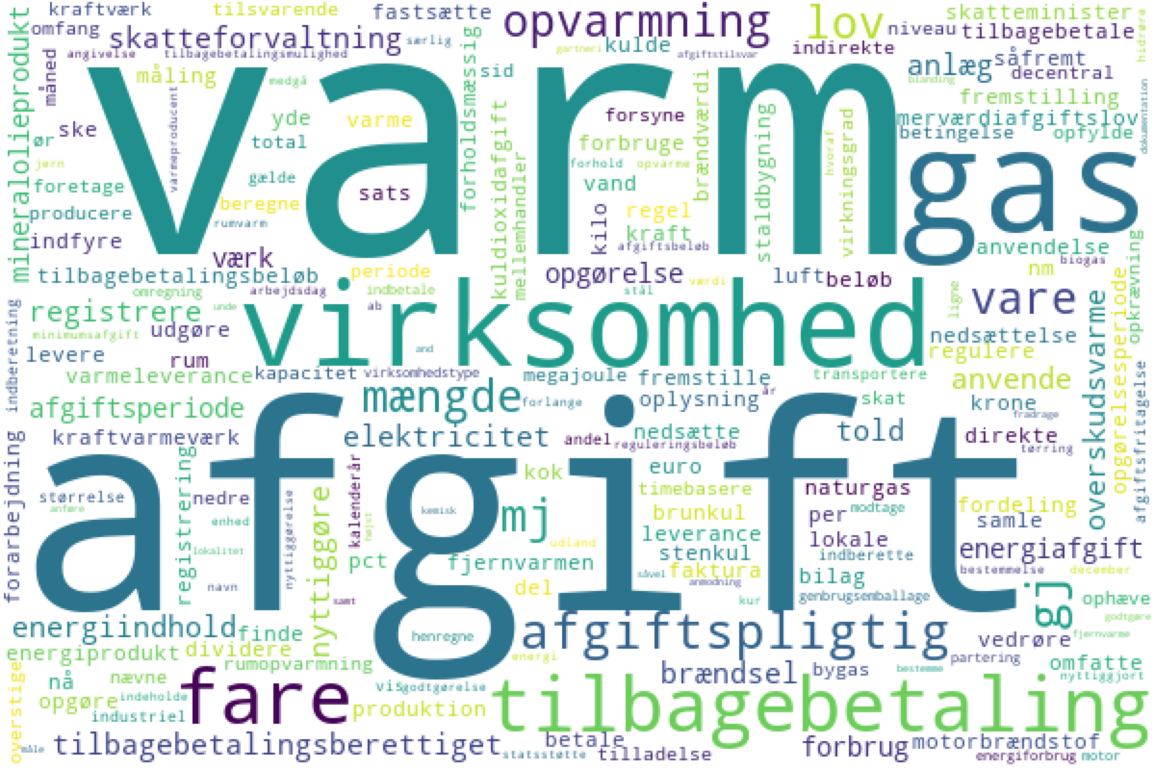 kraftværk
tilsvarende
fastsætte
opvarmning
lov
skatteminister
omfang
skatteforvaltning
særlig
niveau
tilbagebetale
angivelse
tilbagebetalingsmulighed
gartneri
kulde
afgiftstilsvar
indirekte
hidrøre
måned
måling
medgå
sid
anlæg
såfremt
decentral
blanding
fremstilling
mineralolieprodukt
varm
forholdsmæssig
kuldioxidafgift
brændværdi
staldbygning
virkningsgrad
hvoraf
dokumentation
ør
ske
yde
varme
forsyne
merværdiafgiftslov
total
forbruge
betingelse
opfylde
jern
varmeproducent
forhold
opvarme
gas
foretage
gælde
sats
vand
producere
beregne
kilo
regel
rumvarm
kraft
indfyre
værk
mellemhandler
afgiftsbeløb
anvendelse
opkrævning
tilbagebetalingsbeløb
periode
opgørelse
luft
beløb
nm
biogas
omregning
arbejdsdag
indbetale
stål
værdi
vare
registrere
unde
ab
virksomhed
ligne
overskudsvarme
opgørelsesperiode
indberetning
minimumsafgift
udgøre
nedsættelse
levere
rum
and
regulere
afgiftsfritagelse
varmeleverance
kapacitet
virksomhedstype
megajoule
fremstille
transportere
anvende
afgiftsperiode
mængde
forlange
oplysning
år
skat
krone
fradrage
kraftvarmeværk
elektricitet
andel
reguleringsbeløb
nedsætte
told
direkte
tørring
forarbejdning
afgift
registrering
kalenderår
kok
euro
størrelse
nedre
nyttiggørelse
nyttiggøre
timebasere
naturgas
anføre
kemisk
mj
brunkul
per
modtage
fordeling
samle
enhed
højst
udland
leverance
lokale
lokalitet
pct
fjernvarmen
stenkul
indberette
energiafgift
såvel
faktura
bilag
bestemmelse
december
navn
samt
del
anmodning
kur
genbrugsemballage
gj
ophæve
godtgøre
energiindhold
finde
henregne
afgiftspligtig
vedrøre
fjernvarme
energiprodukt
dividere
energi
partering
rumopvarmning
brændsel
bygas
bestemme
omfatte
overstige
nå
nævne
vis
godtgørelse
nyttiggjort
opgøre
indeholde
fare
tilbagebetaling
industriel
produktion
måle
tilbagebetalingsberettiget
statsstøtte
betale
tilladelse
forbrug
motorbrændstof
energiforbrug
motor